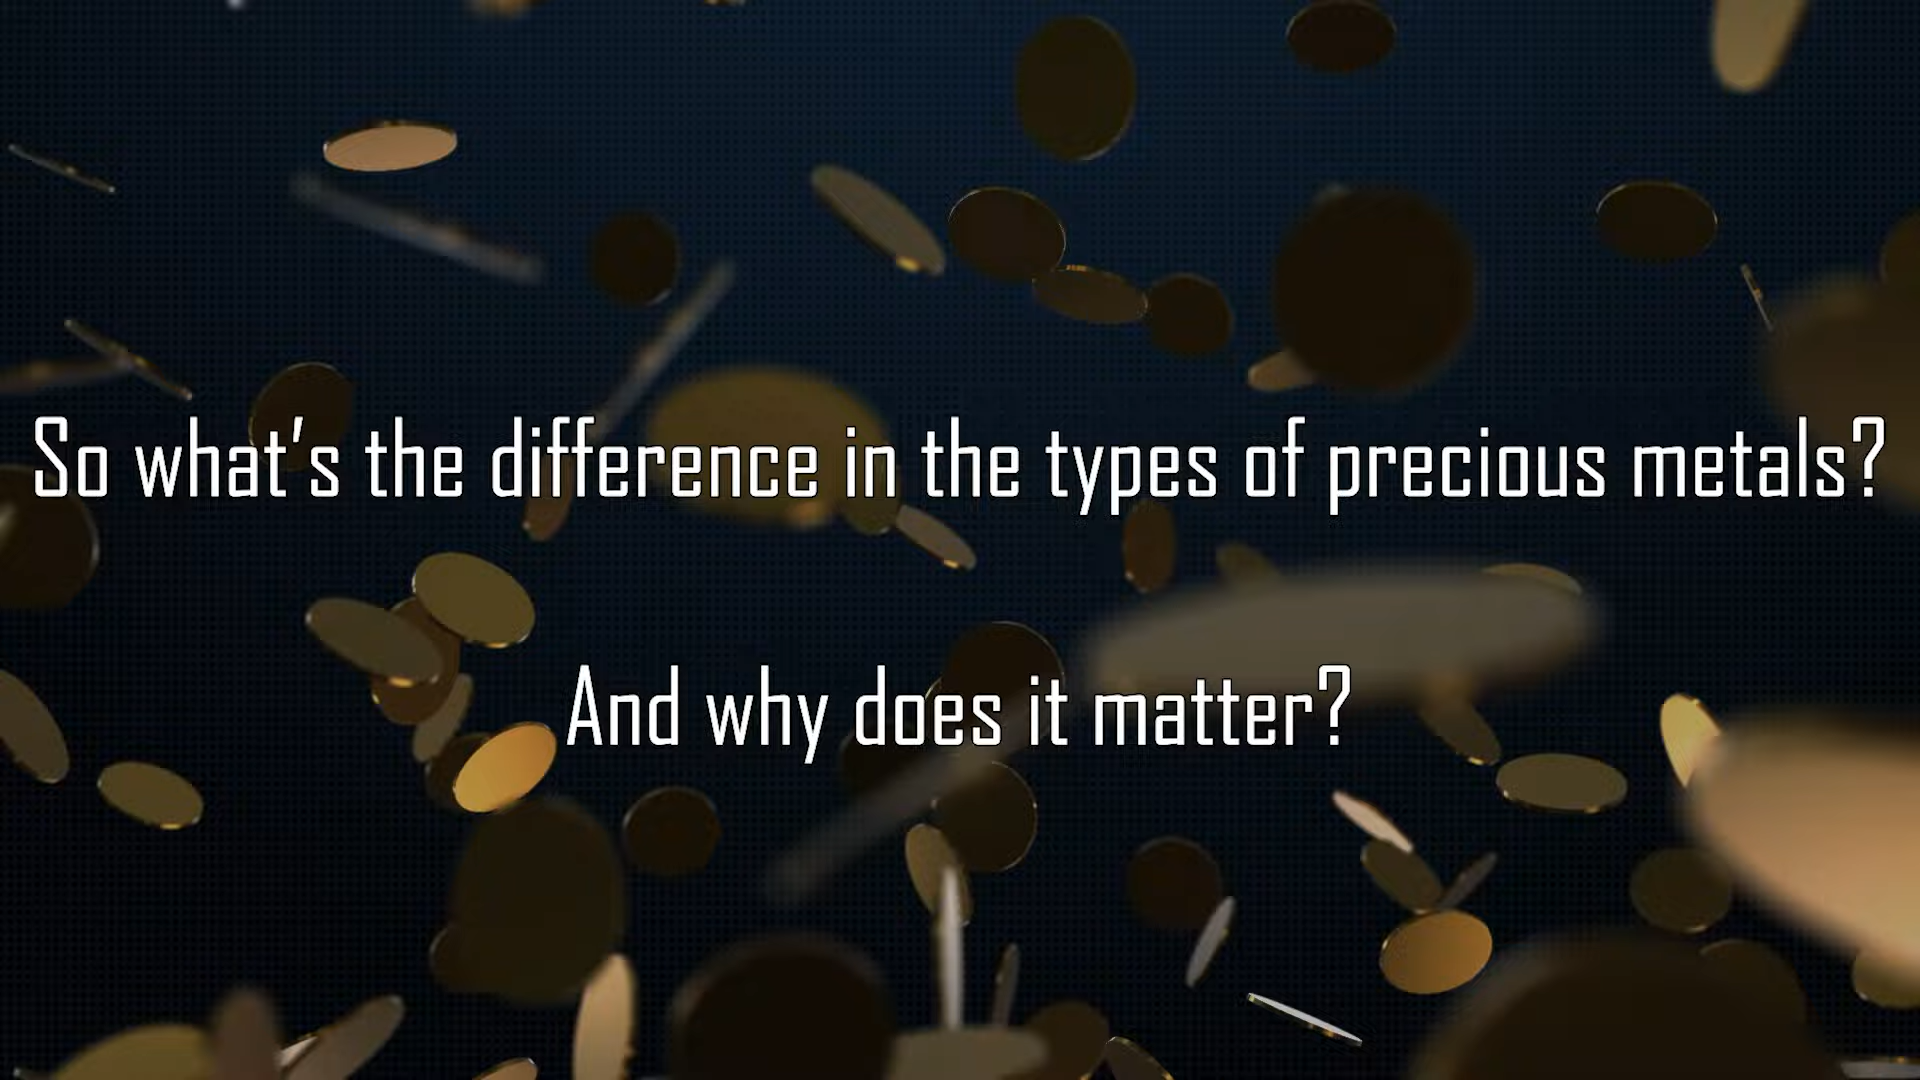 So what’s the difference in the types of precious metals?
And why does it matter?